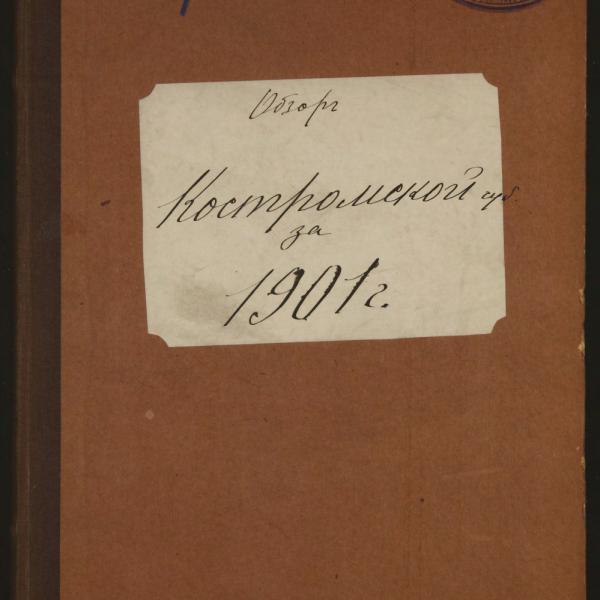 Обзоръ
Костромской губ.
за
1901 г.